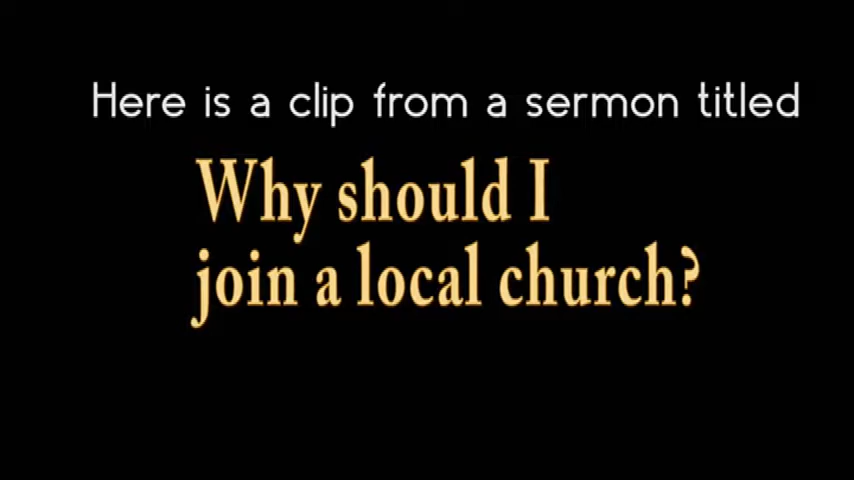 Here is a clip from a sermon titled
Why should I
join a local church?